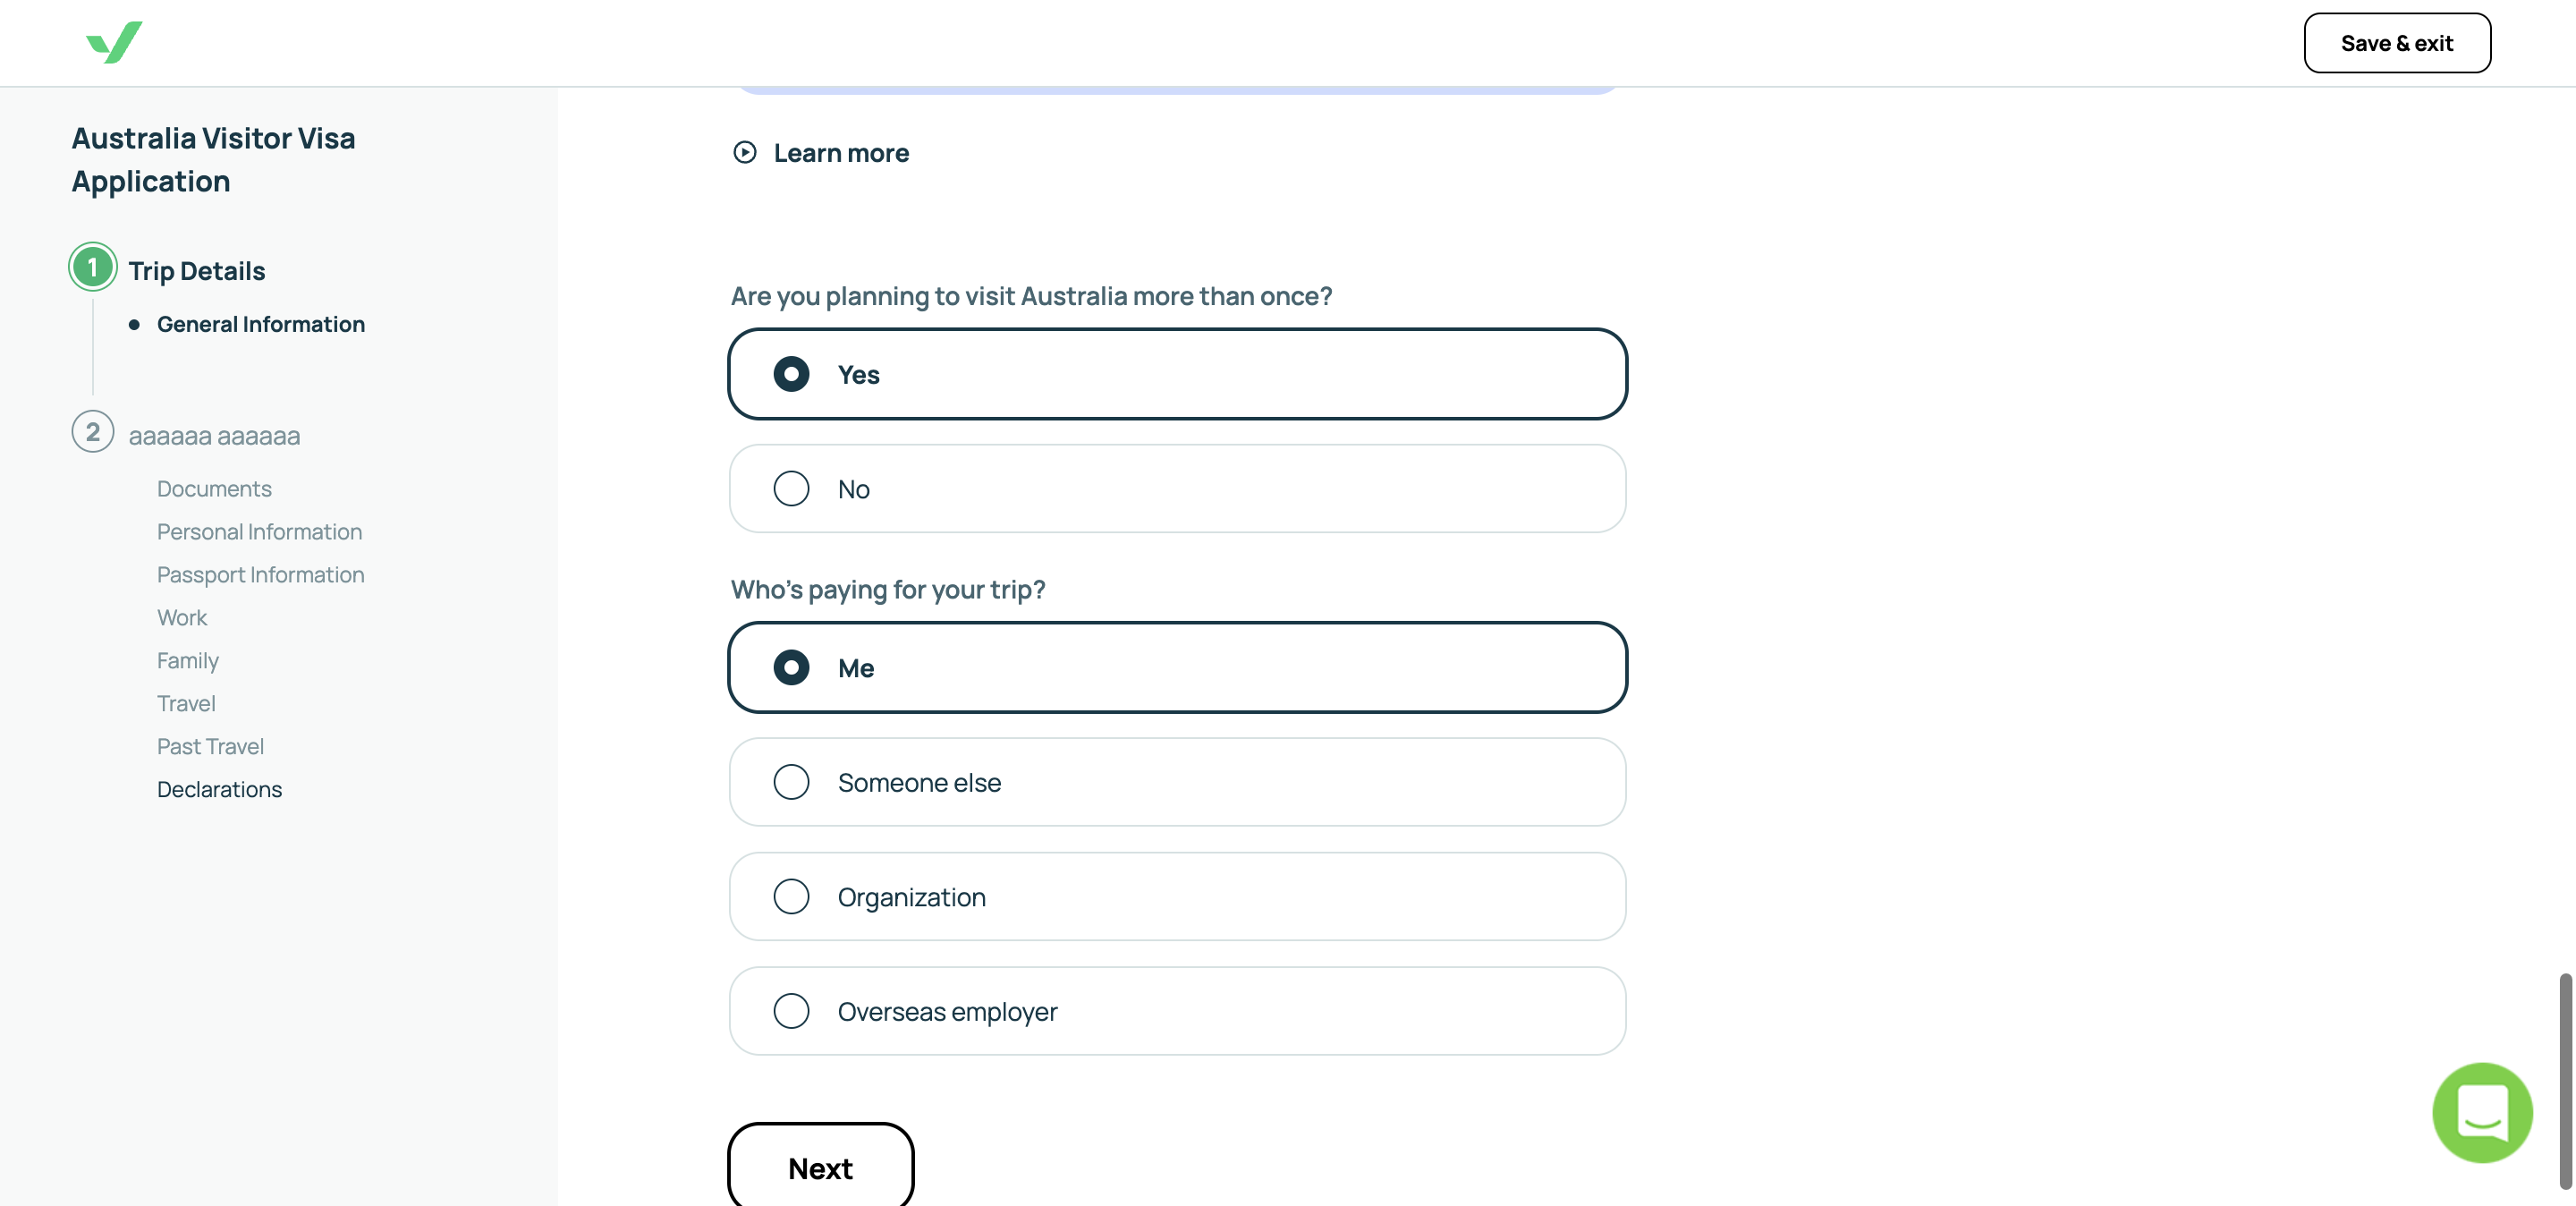 Save & exit
Australia Visitor Visa
Application
1 Trip Details
General Information
2 aaaaaa aaaaaa
Documents
Personal Information
Passport Information
Work
Family
Travel
Past Travel
Declarations
Learn more
Are you planning to visit Australia more than once?
Yes
No
Who's paying for your trip?
Me
Someone else
Organization
Overseas employer
Next